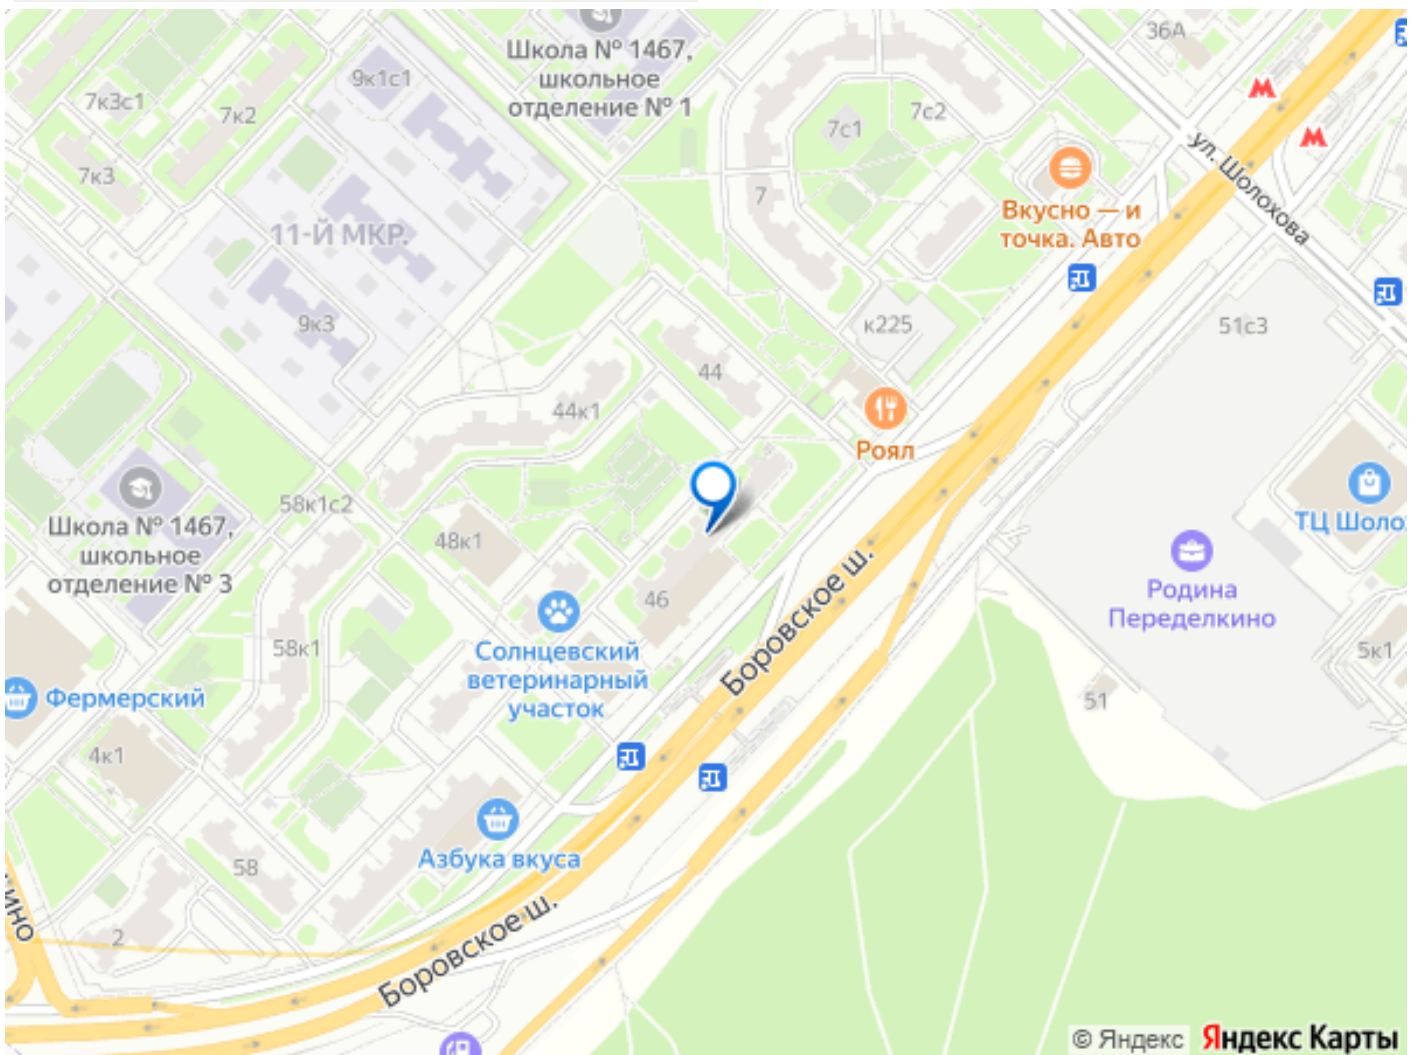 Школа № 1467,
школьное
отделение № 1
36А
9к1с1
7к3с1
7к2
7с2
7с1
ул. Шолохова
7к3
7
Вкусно — и
точка. Авто
11-Й МКР.
9к3
к225
51с3
44
44к1
Роял
58к1с2
Школа № 1467,
школьное
отделение № 3
48к1
ТЦ Шоло
Родина
Переделкино
46
Боровское ш.
58к1
Солнцевский
ветеринарный
участок
5к1
Фермерский
51
4к1
Азбука вкуса
58
ино
2
Боровское ш.
© Яндекс Яндекс Карты